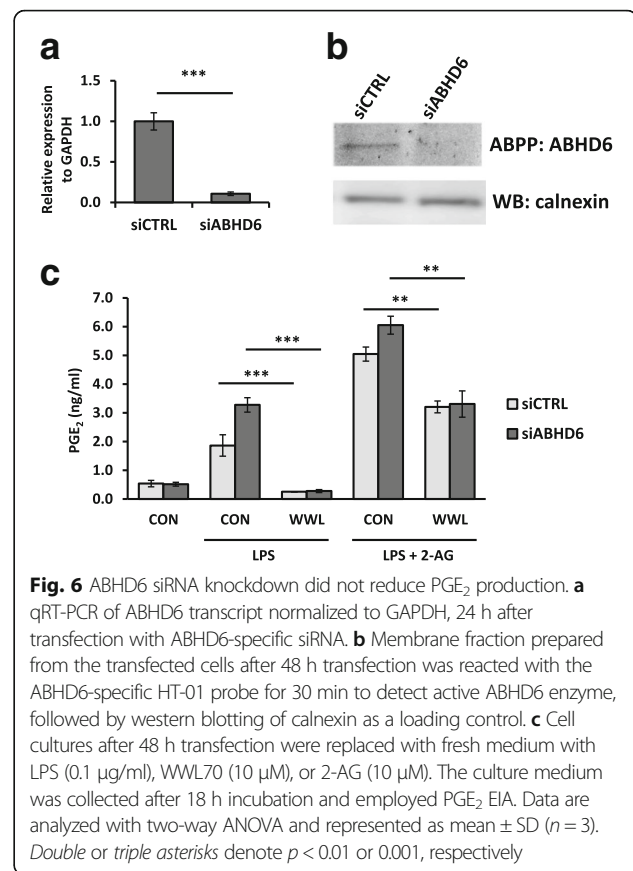 a
b
***
1.5
1.0
0.5
0.0
Relative expression
to GAPDH
siCTRL
siABHD6
siCTRL
siABHD6
ABPP: ABHD6
WB: calnexin
c
7.0
6.0
5.0
4.0
3.0
2.0
1.0
0.0
PGE₂ (ng/ml)
***
***
**
**
siCTRL
siABHD6
CON
CON
WWL
CON
WWL
LPS
LPS + 2-AG
Fig. 6 ABHD6 siRNA knockdown did not reduce PGE₂ production. a
qRT-PCR of ABHD6 transcript normalized to GAPDH, 24 h after
transfection with ABHD6-specific siRNA. b Membrane fraction prepared
from the transfected cells after 48 h transfection was reacted with the
ABHD6-specific HT-01 probe for 30 min to detect active ABHD6 enzyme,
followed by western blotting of calnexin as a loading control. c Cell
cultures after 48 h transfection were replaced with fresh medium with
LPS (0.1 μg/ml), WWL70 (10 μM), or 2-AG (10 μM). The culture medium
was collected after 18 h incubation and employed PGE₂ EIA. Data are
analyzed with two-way ANOVA and represented as mean ± SD (n = 3).
Double or triple asterisks denote p < 0.01 or 0.001, respectively